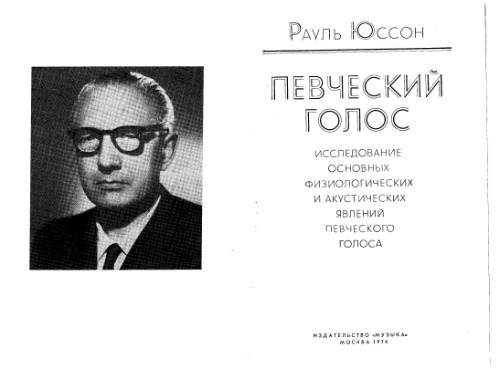 Рауль Юссон
ПЕВЧЕСКИЙ
ГОЛОС
ИССЛЕДОВАНИЕ
ОСНОВНЫХ
ФИЗИОЛОГИЧЕСКИХ
И АКУСТИЧЕСКИХ
ЯВЛЕНИЙ
ПЕВЧЕСКОГО
ГОЛОСА
ИЗДАТЕЛЬСТВО «МУЗЫКА»
МОСКВА 1974